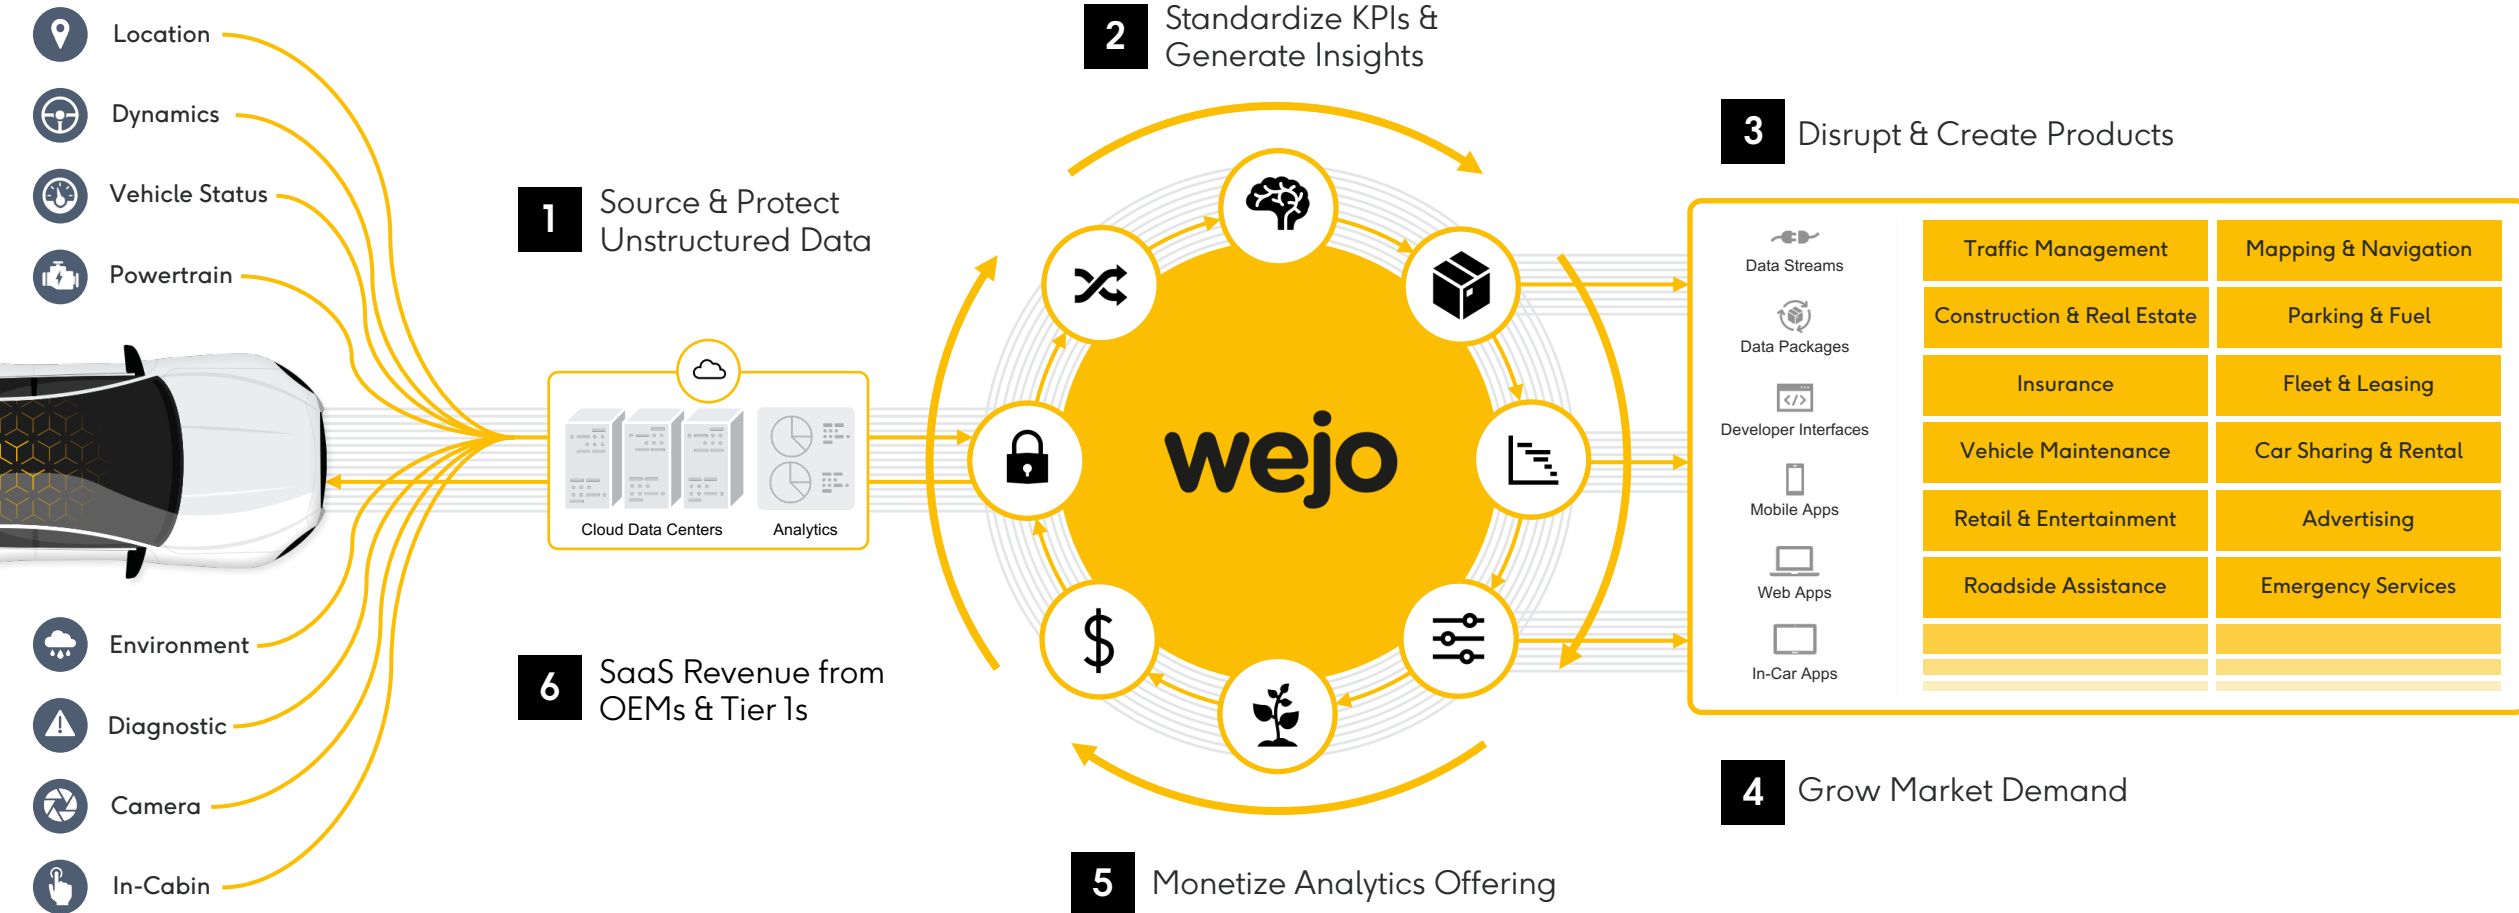 Location
Dynamics
Vehicle Status
Powertrain
Environment
Diagnostic
Camera
In-Cabin
1
Source & Protect
Unstructured Data
Cloud Data Centers
Analytics
6
SaaS Revenue from
OEMs & Tier 1s
2
Standardize KPIs &
Generate Insights
wejo
5
Monetize Analytics Offering
3
Disrupt & Create Products
Data Streams
Data Packages
Developer Interfaces
Mobile Apps
Web Apps
In-Car Apps
Traffic Management
Mapping & Navigation
Construction & Real Estate
Parking & Fuel
Insurance
Fleet & Leasing
Vehicle Maintenance
Car Sharing & Rental
Retail & Entertainment
Advertising
Roadside Assistance
Emergency Services
4
Grow Market Demand